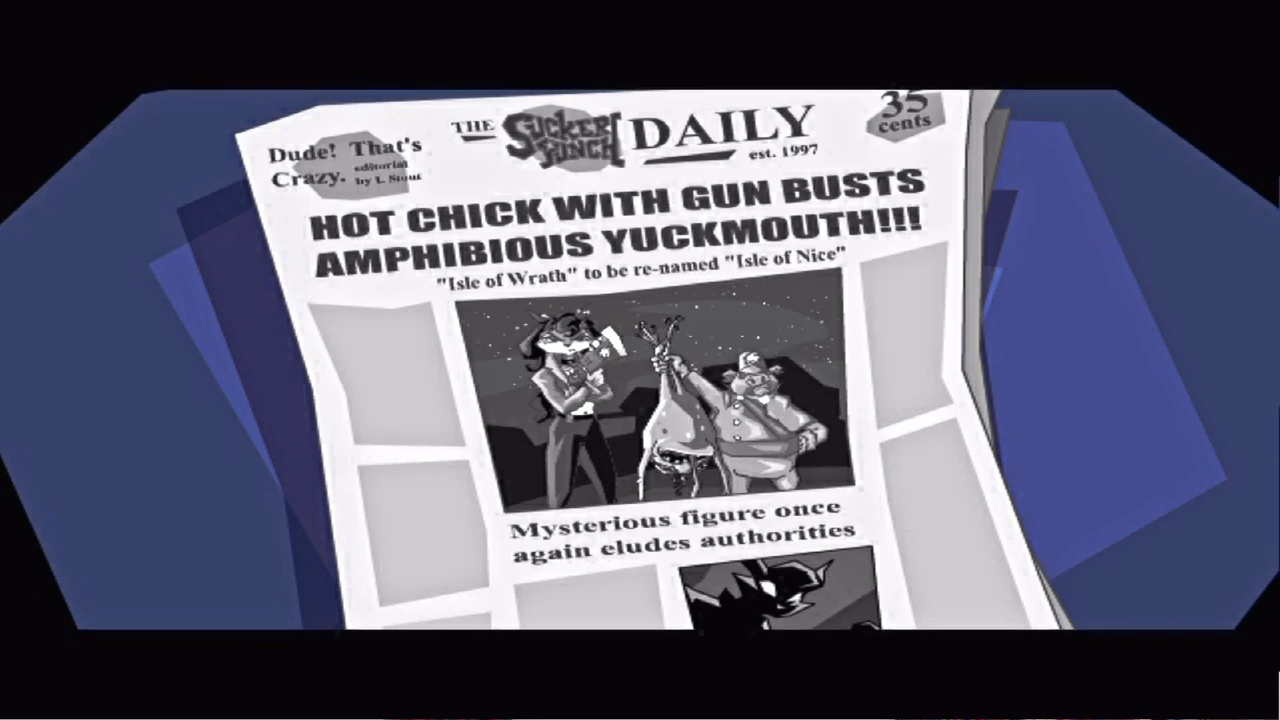 Dude! That's
Crazy. editorial
by L. Stout
THE SUCKER PUNCH DAILY
est. 1997
35
cents
HOT CHICK WITH GUN BUSTS
AMPHIBIOUS YUCKMOUTH!!!
"Isle of Wrath" to be re-named "Isle of Nice"
Mysterious figure once
again eludes authorities